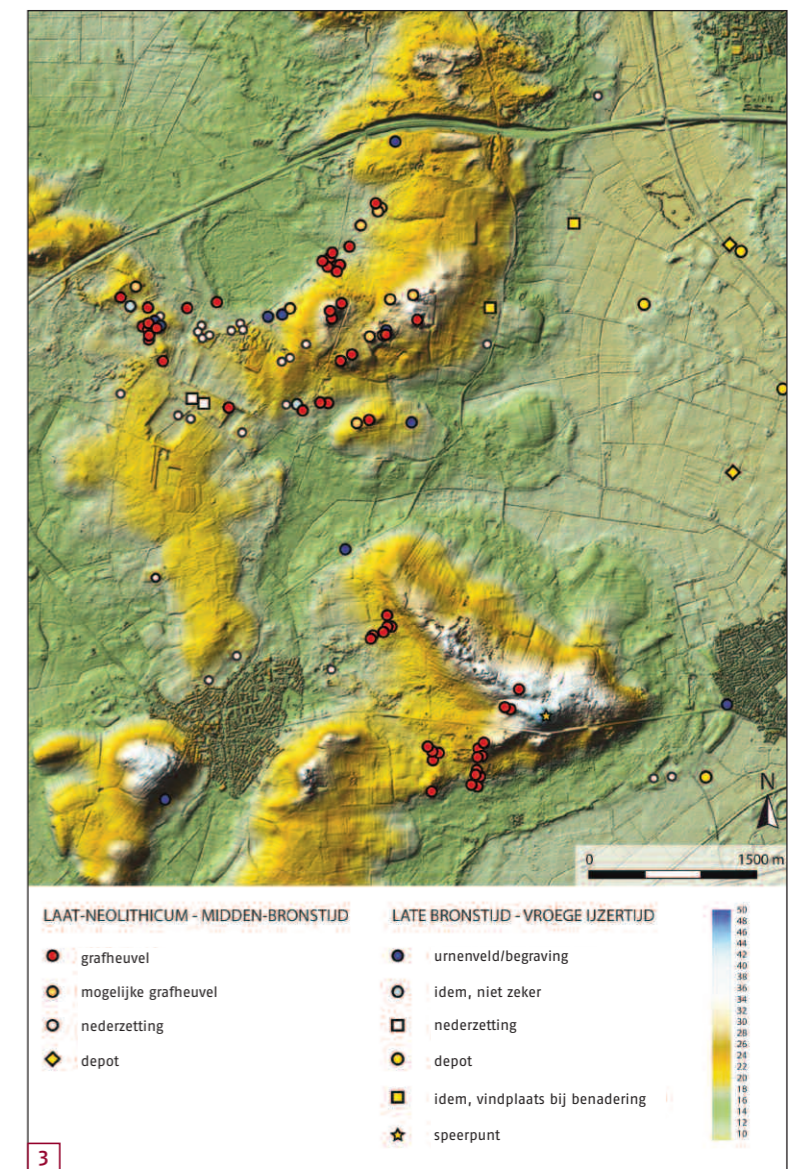 N
0 1500 m
LAAT-NEOLITHICUM - MIDDEN-BRONSTIJD
grafheuvel
mogelijke grafheuvel
nederzetting
depot
LATE BRONSTIJD - VROEGE IJZERTIJD
urnenveld/begraving
idem, niet zeker
nederzetting
depot
idem, vindplaats bij benadering
speerpunt
50
48
46
44
42
40
38
36
34
32
30
28
26
24
22
20
18
16
14
12
10
3